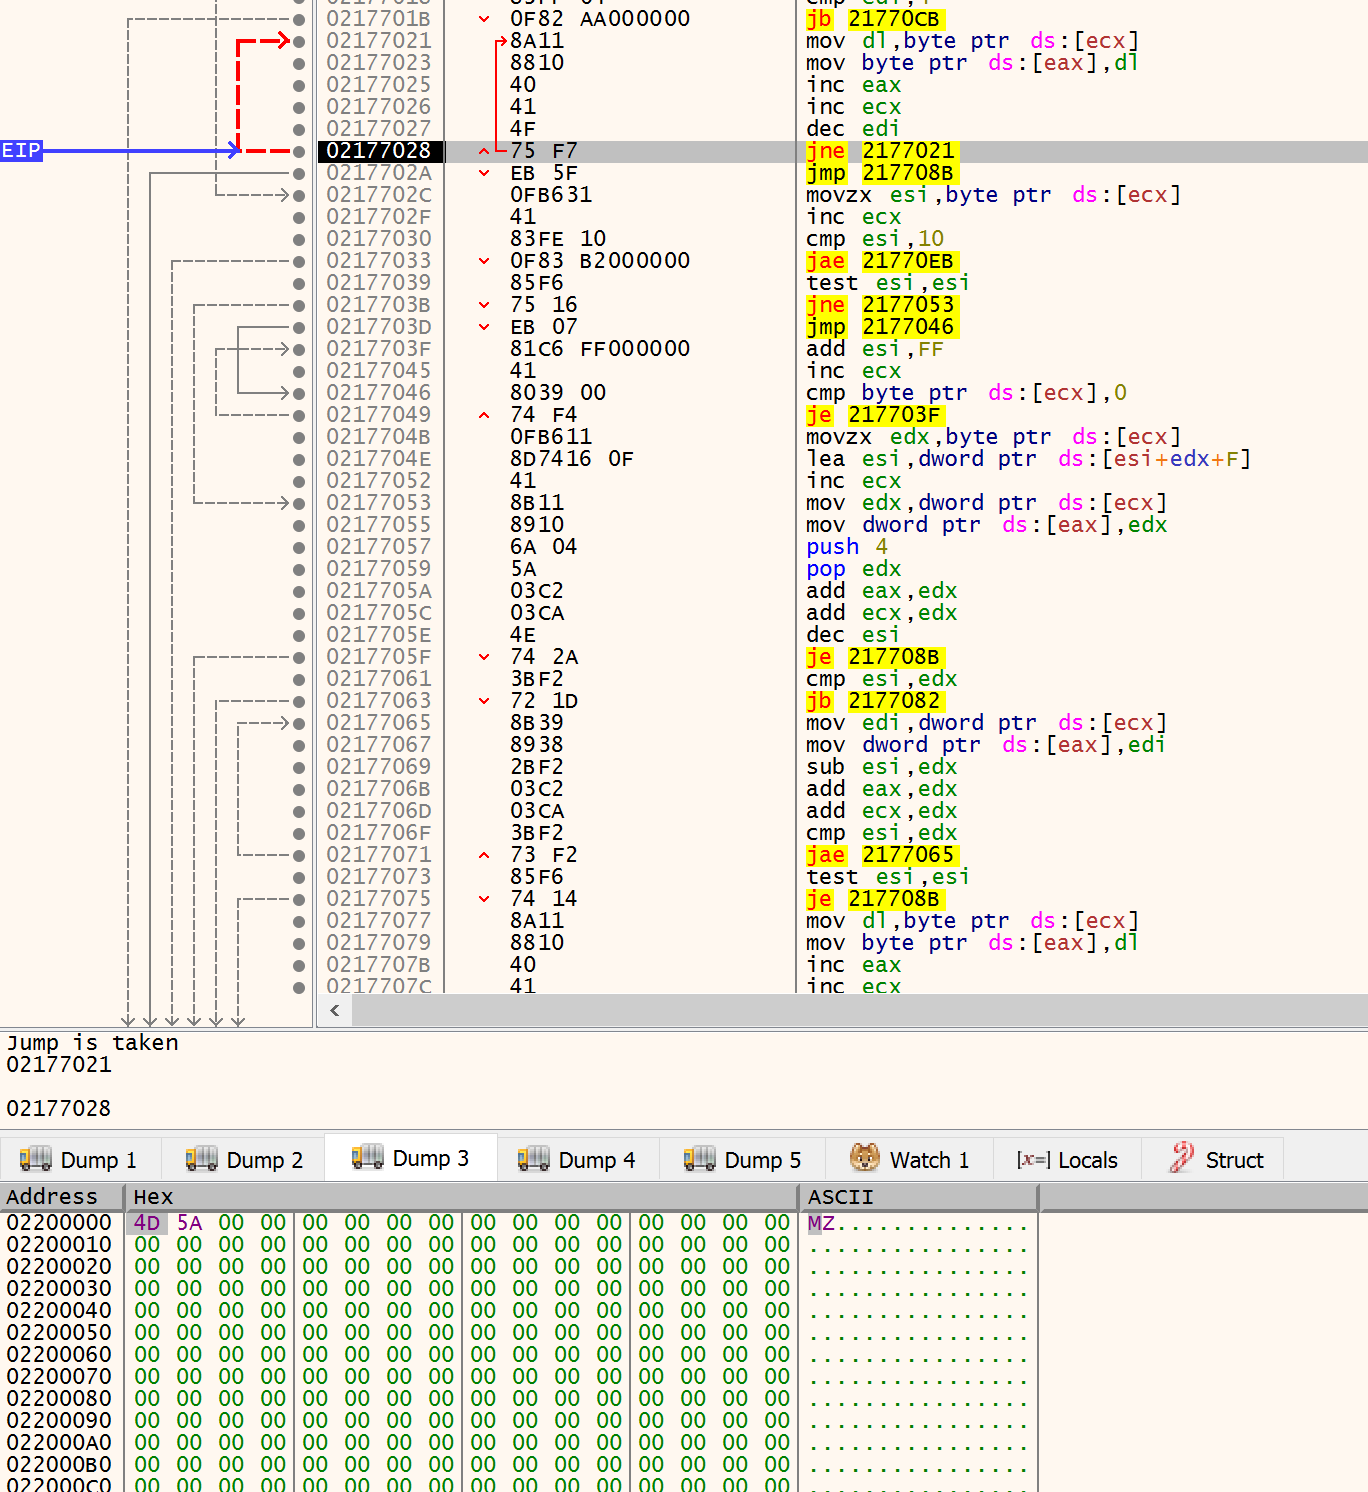 0217701B 0F82 AA000000 jb 21770CB
02177021 8A11 mov dl,byte ptr ds:[ecx]
02177023 8810 mov byte ptr ds:[eax],dl
02177025 40 inc eax
02177026 41 inc ecx
02177027 4F dec edi
EIP 02177028 75 F7 jne 2177021
0217702A EB 5F jmp 217708B
0217702C 0FB631 movzx esi,byte ptr ds:[ecx]
0217702F 41 inc ecx
02177030 83FE 10 cmp esi,10
02177033 0F83 B2000000 jae 21770EB
02177039 85F6 test esi,esi
0217703B 75 16 jne 2177053
0217703D EB 07 jmp 2177046
0217703F 81C6 FF000000 add esi,FF
02177045 41 inc ecx
02177046 8039 00 cmp byte ptr ds:[ecx],0
02177049 74 F4 je 217703F
0217704B 0FB611 movzx edx,byte ptr ds:[ecx]
0217704E 8D7416 0F lea esi,dword ptr ds:[esi+edx+F]
02177052 41 inc ecx
02177053 8B11 mov edx,dword ptr ds:[ecx]
02177055 8910 mov dword ptr ds:[eax],edx
02177057 6A 04 push 4
02177059 5A pop edx
0217705A 03C2 add eax,edx
0217705C 03CA add ecx,edx
0217705E 4E dec esi
0217705F 74 2A je 217708B
02177061 3BF2 cmp esi,edx
02177063 72 1D jb 2177082
02177065 8B39 mov edi,dword ptr ds:[ecx]
02177067 8938 mov dword ptr ds:[eax],edi
02177069 2BF2 sub esi,edx
0217706B 03C2 add eax,edx
0217706D 03CA add ecx,edx
0217706F 3BF2 cmp esi,edx
02177071 73 F2 jae 2177065
02177073 85F6 test esi,esi
02177075 74 14 je 217708B
02177077 8A11 mov dl,byte ptr ds:[ecx]
02177079 8810 mov byte ptr ds:[eax],dl
0217707B 40 inc eax
0217707C 41 inc ecx
Jump is taken
02177021
02177028
Dump 1 Dump 2 Dump 3 Dump 4 Dump 5 Watch 1 [x=] Locals Struct
Address Hex ASCII
02200000 4D 5A 00 00 00 00 00 00 00 00 00 00 00 00 00 00 MZ..............
02200010 00 00 00 00 00 00 00 00 00 00 00 00 00 00 00 00 ................
02200020 00 00 00 00 00 00 00 00 00 00 00 00 00 00 00 00 ................
02200030 00 00 00 00 00 00 00 00 00 00 00 00 00 00 00 00 ................
02200040 00 00 00 00 00 00 00 00 00 00 00 00 00 00 00 00 ................
02200050 00 00 00 00 00 00 00 00 00 00 00 00 00 00 00 00 ................
02200060 00 00 00 00 00 00 00 00 00 00 00 00 00 00 00 00 ................
02200070 00 00 00 00 00 00 00 00 00 00 00 00 00 00 00 00 ................
02200080 00 00 00 00 00 00 00 00 00 00 00 00 00 00 00 00 ................
02200090 00 00 00 00 00 00 00 00 00 00 00 00 00 00 00 00 ................
022000A0 00 00 00 00 00 00 00 00 00 00 00 00 00 00 00 00 ................
022000B0 00 00 00 00 00 00 00 00 00 00 00 00 00 00 00 00 ................
022000C0 00 00 00 00 00 00 00 00 00 00 00 00 00 00 00 00 ................